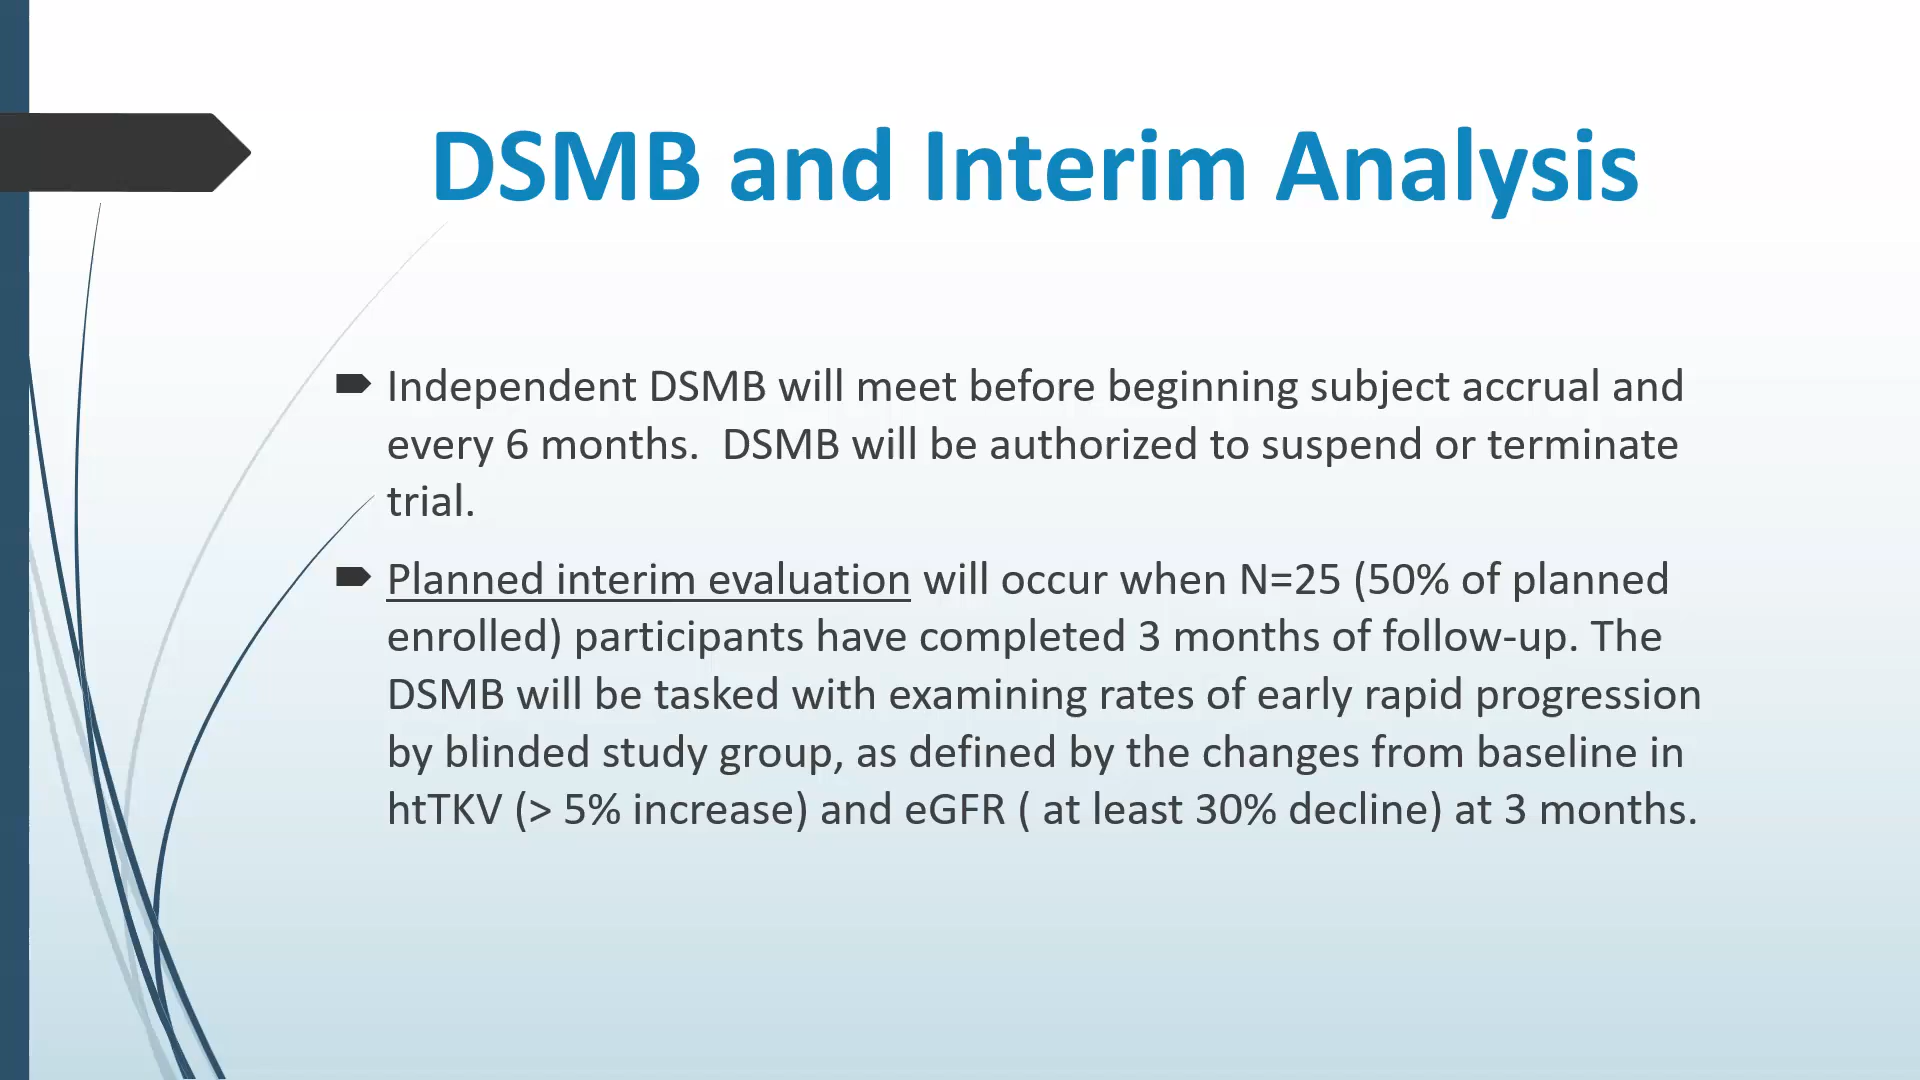 DSMB and Interim Analysis
Independent DSMB will meet before beginning subject accrual and
every 6 months.  DSMB will be authorized to suspend or terminate
trial.
Planned interim evaluation will occur when N=25 (50% of planned
enrolled) participants have completed 3 months of follow-up. The
DSMB will be tasked with examining rates of early rapid progression
by blinded study group, as defined by the changes from baseline in
htTKV (> 5% increase) and eGFR ( at least 30% decline) at 3 months.